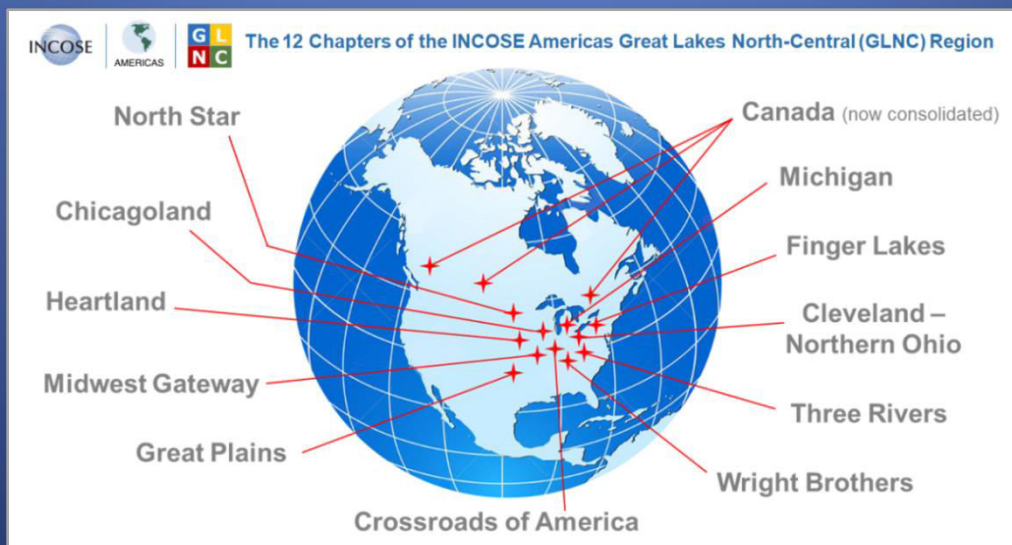 INCOSE
AMERICAS
G L
N C
The 12 Chapters of the INCOSE Americas Great Lakes North-Central (GLNC) Region
North Star
Chicagoland
Heartland
Midwest Gateway
Great Plains
Crossroads of America
Canada (now consolidated)
Michigan
Finger Lakes
Cleveland –
Northern Ohio
Three Rivers
Wright Brothers